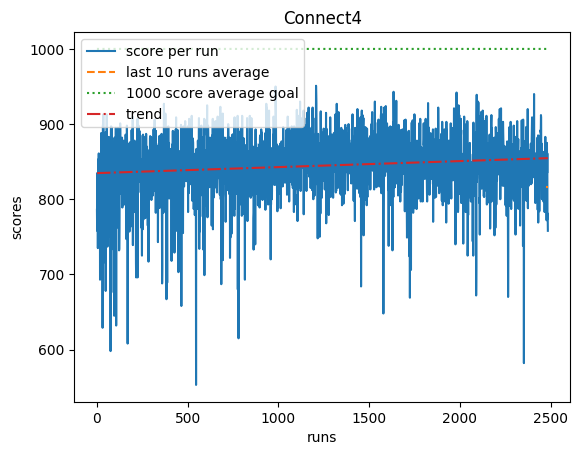 Connect4
score per run
last 10 runs average
1000 score average goal
trend
scores
1000
900
800
700
600
0
500
1000
1500
2000
2500
runs